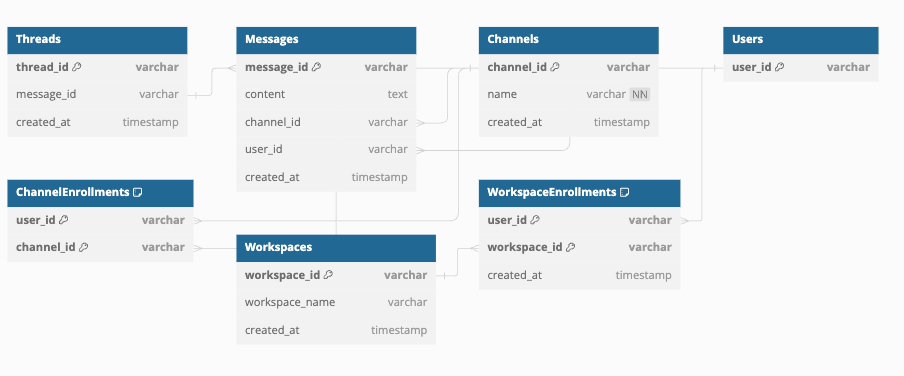 Threads
thread_id varchar
message_id varchar
created_at timestamp
Messages
message_id varchar
content text
channel_id varchar
user_id varchar
created_at timestamp
Channels
channel_id varchar
name varchar NN
created_at timestamp
Users
user_id varchar
ChannelEnrollments
user_id varchar
channel_id varchar
Workspaces
workspace_id varchar
workspace_name varchar
created_at timestamp
WorkspaceEnrollments
user_id varchar
workspace_id varchar
created_at timestamp